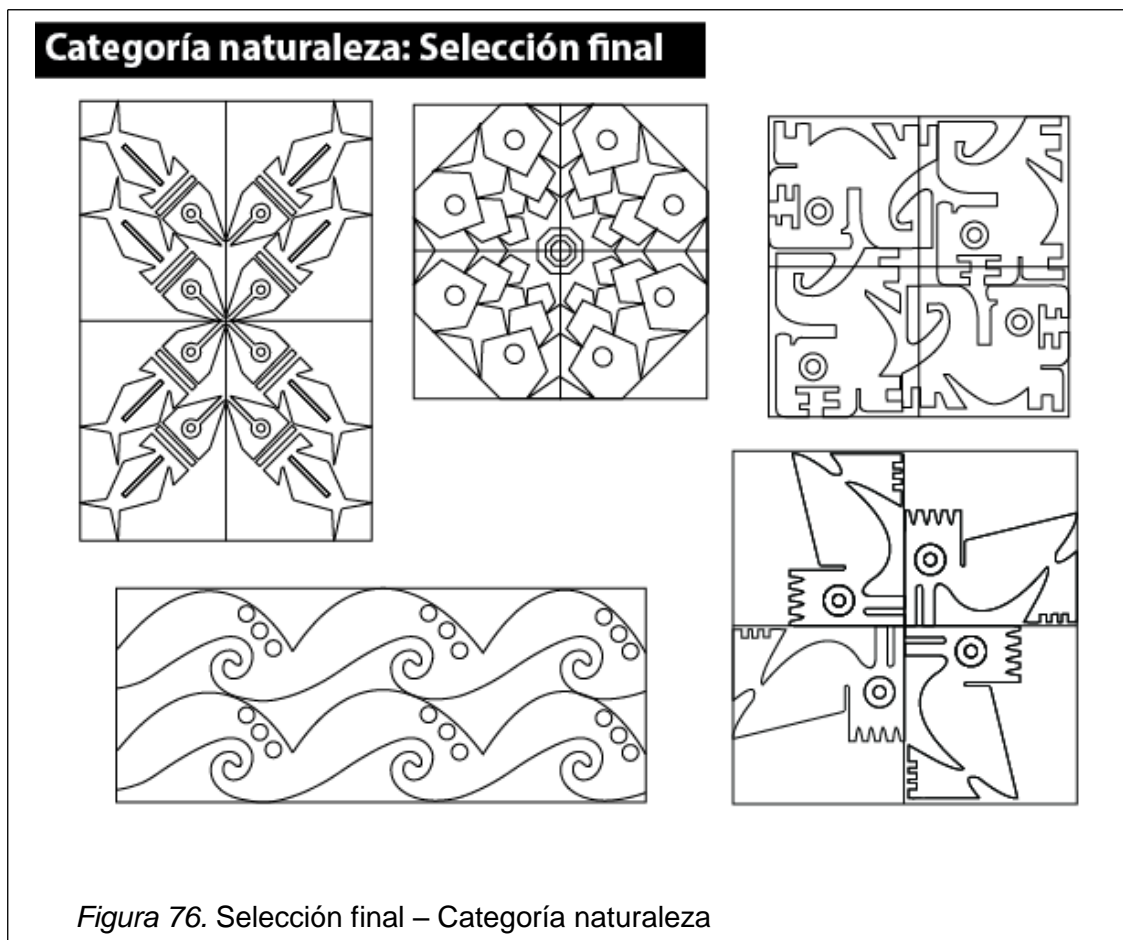 Categoría naturaleza: Selección final
Figura 76. Selección final – Categoría naturaleza